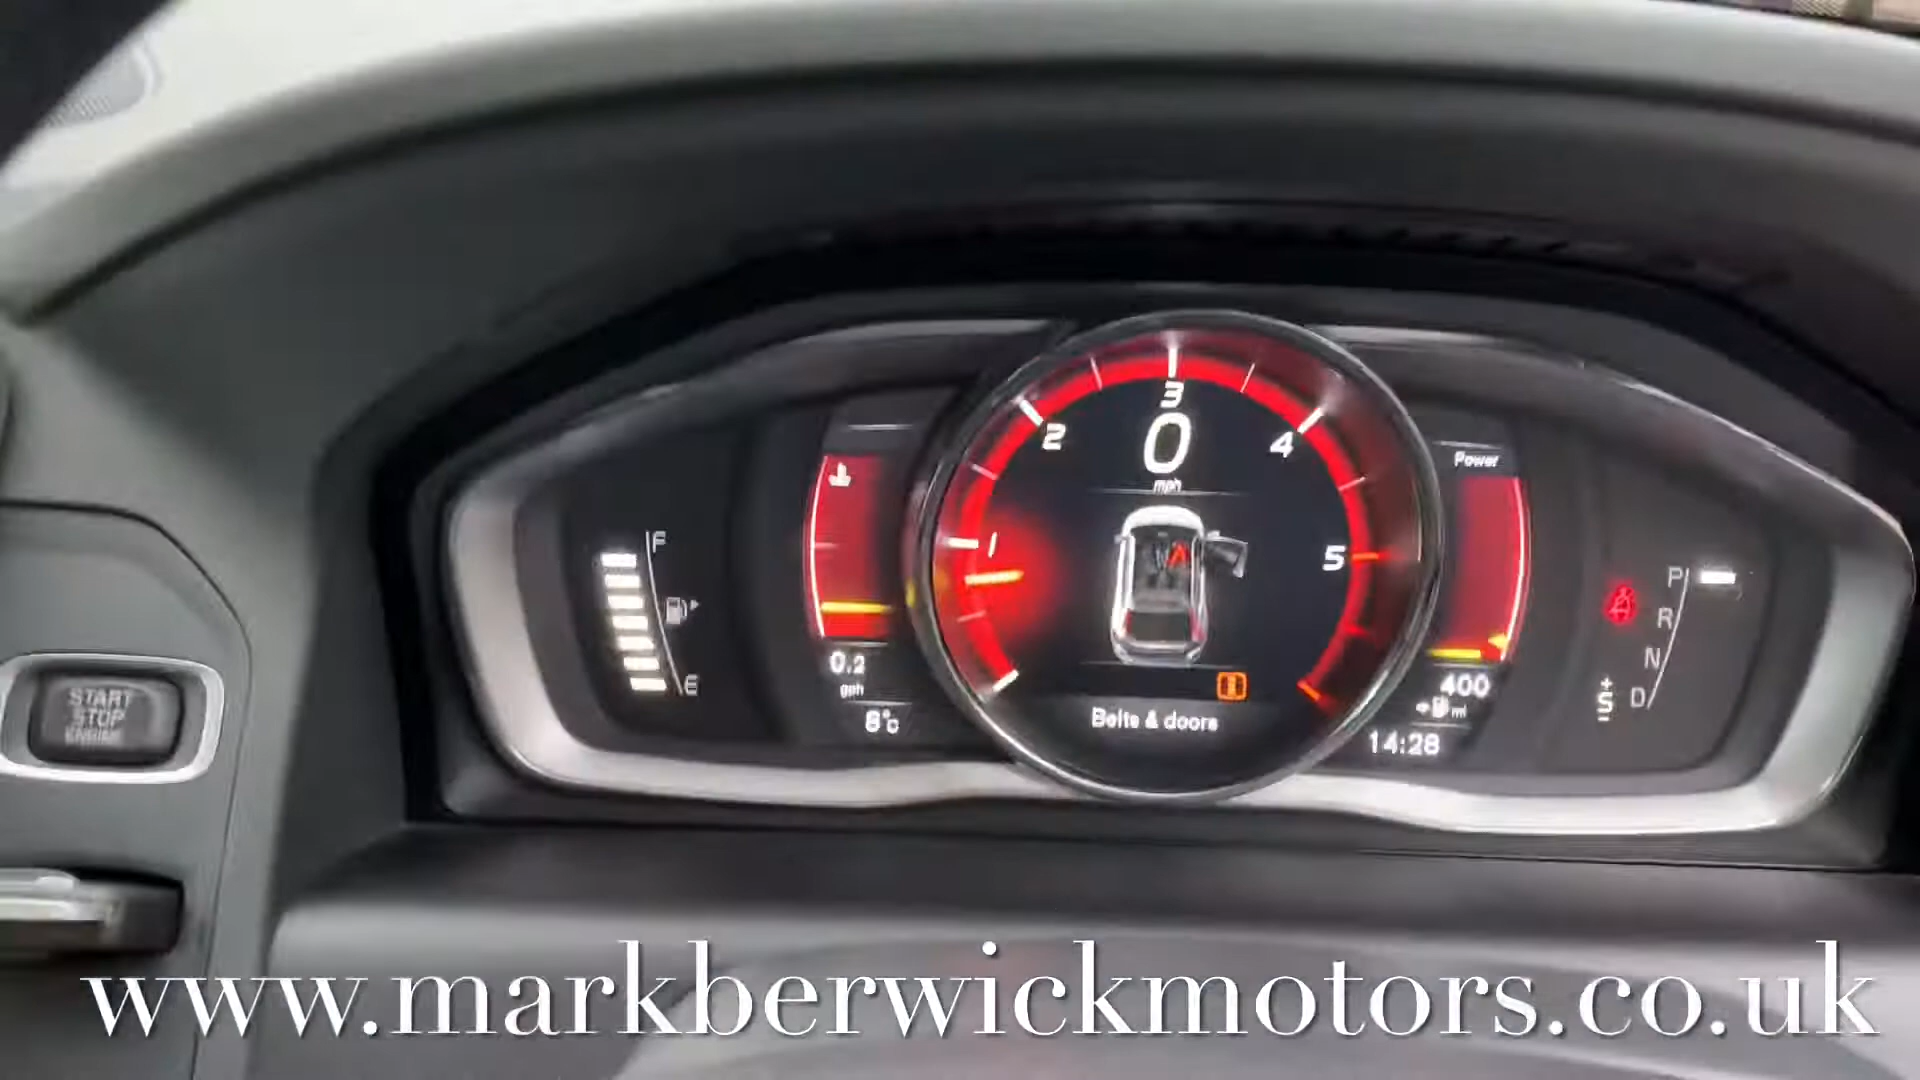 START
STOP
ENGINE
F
E
0.2
gph
8°c
1
2
3
4
5
0
mph
Belts & doors
Power
400
mi
14:28
P
R
N
D
+
S
-
www.markberwickmotors.co.uk